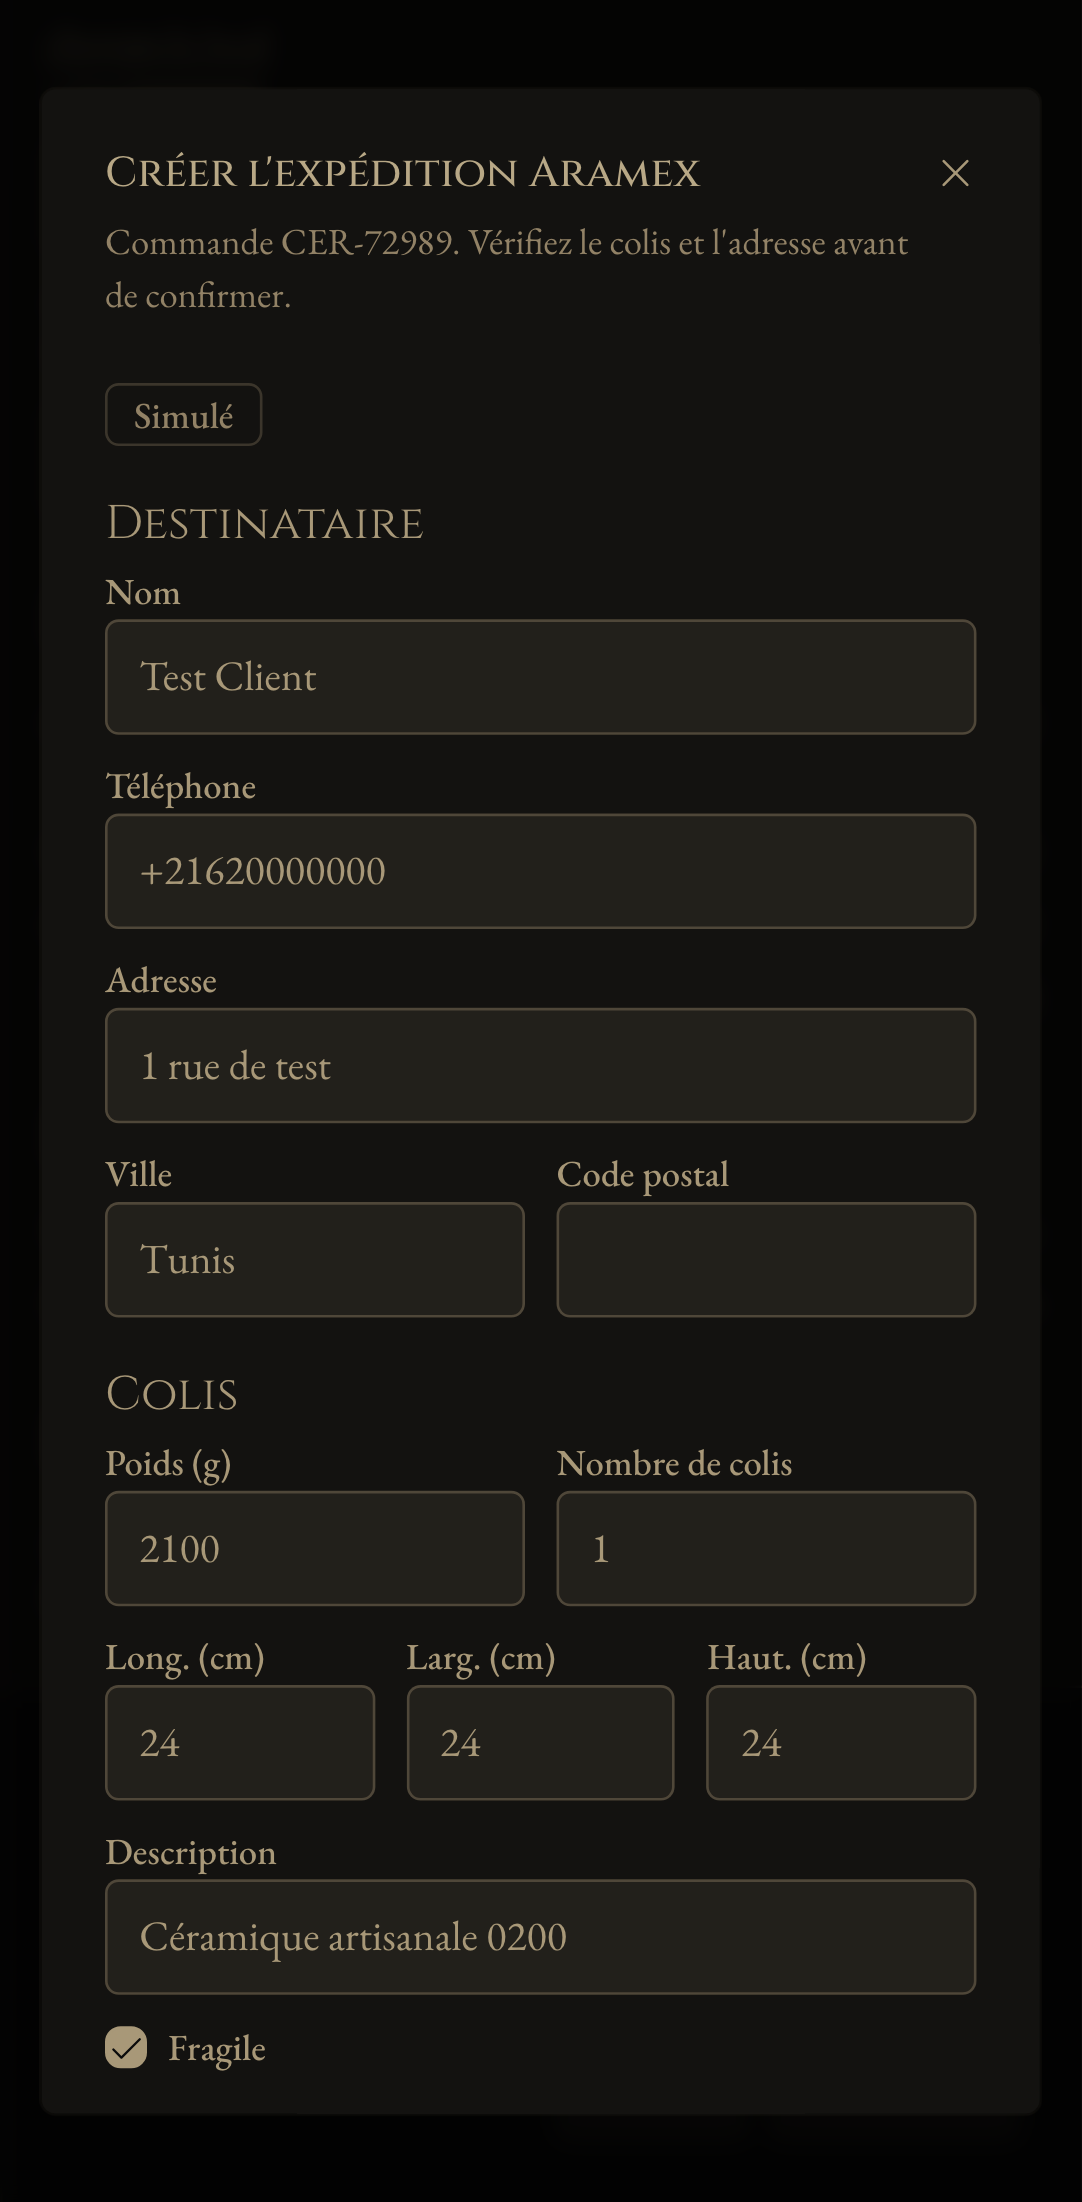 Créer l'expédition Aramex
Commande CER-72989. Vérifiez le colis et l'adresse avant
de confirmer.
Simulé
Destinataire
Nom
Test Client
Téléphone
+21620000000
Adresse
1 rue de test
Ville
Code postal
Tunis
Colis
Poids (g)
Nombre de colis
2100
1
Long. (cm)
Larg. (cm)
Haut. (cm)
24
24
24
Description
Céramique artisanale 0200
Fragile